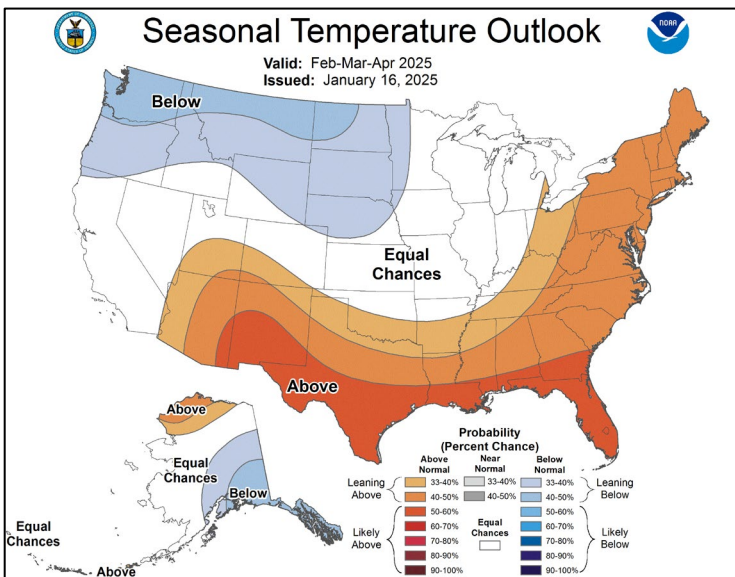 Seasonal Temperature Outlook
NOAA
Valid: Feb-Mar-Apr 2025
Issued: January 16, 2025
Below
Equal
Chances
Above
Above
Equal
Chances
Below
Equal
Chances
Above
Probability
(Percent Chance)
Above
Normal
Near
Normal
Below
Normal
Leaning
Above
33-40%
33-40%
33-40%
Leaning
Below
40-50%
40-50%
40-50%
Likely
Above
50-60%
50-60%
Likely
Below
60-70%
Equal
Chances
60-70%
70-80%
70-80%
80-90%
80-90%
90-100%
90-100%